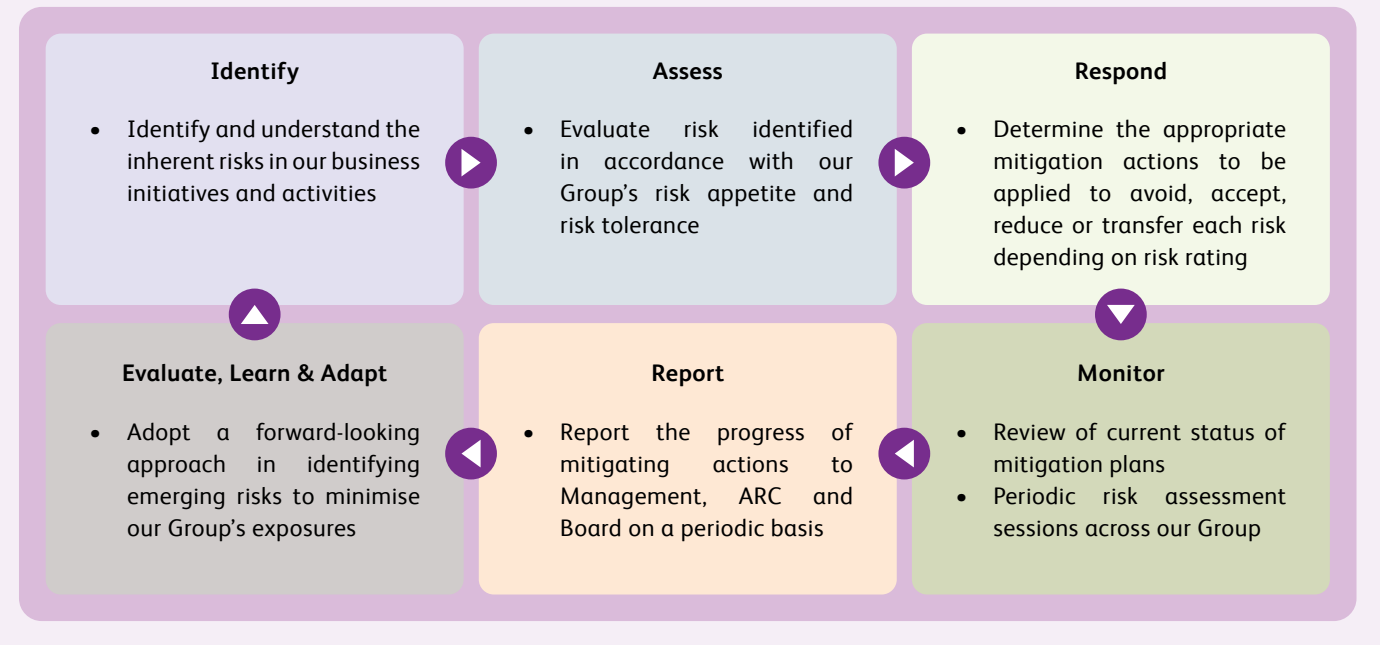 Identify
• Identify and understand the
inherent risks in our business
initiatives and activities
Assess
• Evaluate risk identified
in accordance with our
Group's risk appetite and
risk tolerance
Respond
• Determine the appropriate
mitigation actions to be
applied to avoid, accept,
reduce or transfer each risk
depending on risk rating
Evaluate, Learn & Adapt
• Adopt a forward-looking
approach in identifying
emerging risks to minimise
our Group's exposures
Report
• Report the progress of
mitigating actions to
Management, ARC and
Board on a periodic basis
Monitor
• Review of current status of
mitigation plans
• Periodic risk assessment
sessions across our Group